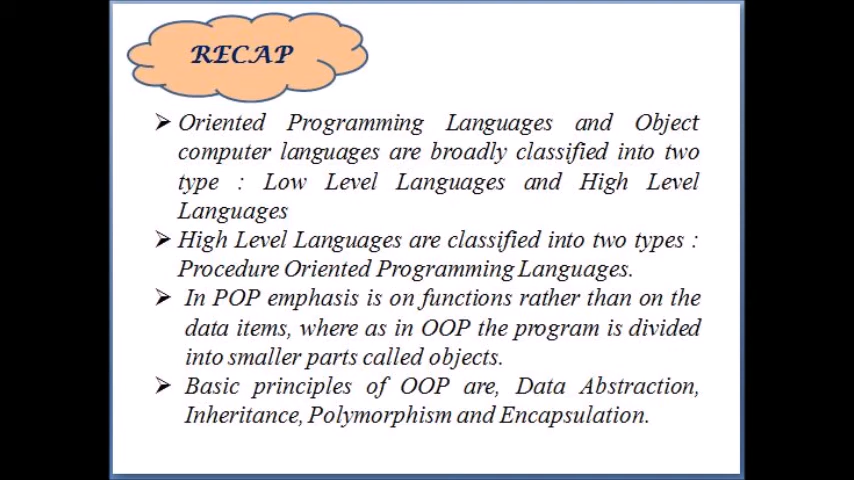 RECAP
➢ Oriented Programming Languages and Object
computer languages are broadly classified into two
type : Low Level Languages and High Level
Languages
➢ High Level Languages are classified into two types :
Procedure Oriented Programming Languages.
➢ In POP emphasis is on functions rather than on the
data items, where as in OOP the program is divided
into smaller parts called objects.
➢ Basic principles of OOP are, Data Abstraction,
Inheritance, Polymorphism and Encapsulation.